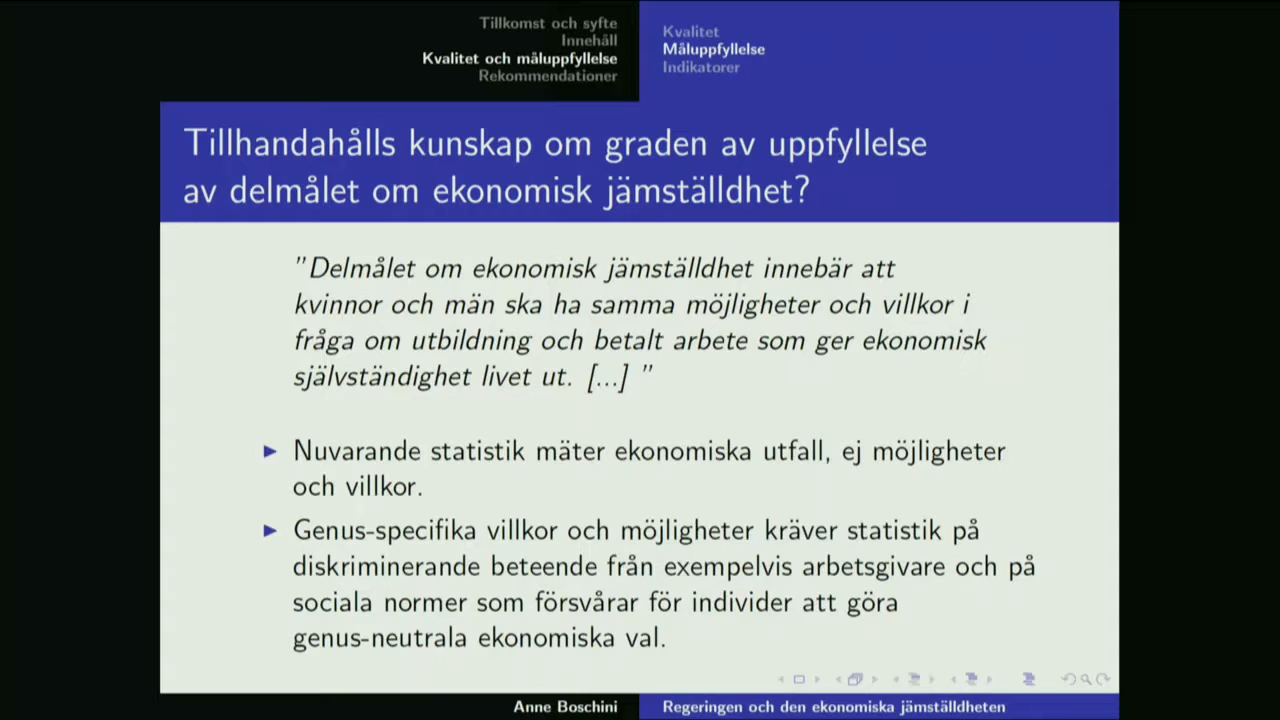 Tillkomst och syfte
Innehåll
Kvalitet och måluppfyllelse
Rekommendationer
Kvalitet
Måluppfyllelse
Indikatorer
Tillhandahålls kunskap om graden av uppfyllelse
av delmålet om ekonomisk jämställdhet?
"Delmålet om ekonomisk jämställdhet innebär att
kvinnor och män ska ha samma möjligheter och villkor i
fråga om utbildning och betalt arbete som ger ekonomisk
självständighet livet ut. [...] "
Nuvarande statistik mäter ekonomiska utfall, ej möjligheter
och villkor.
Genus-specifika villkor och möjligheter kräver statistik på
diskriminerande beteende från exempelvis arbetsgivare och på
sociala normer som försvårar för individer att göra
genus-neutrala ekonomiska val.
Anne Boschini
Regeringen och den ekonomiska jämställdheten